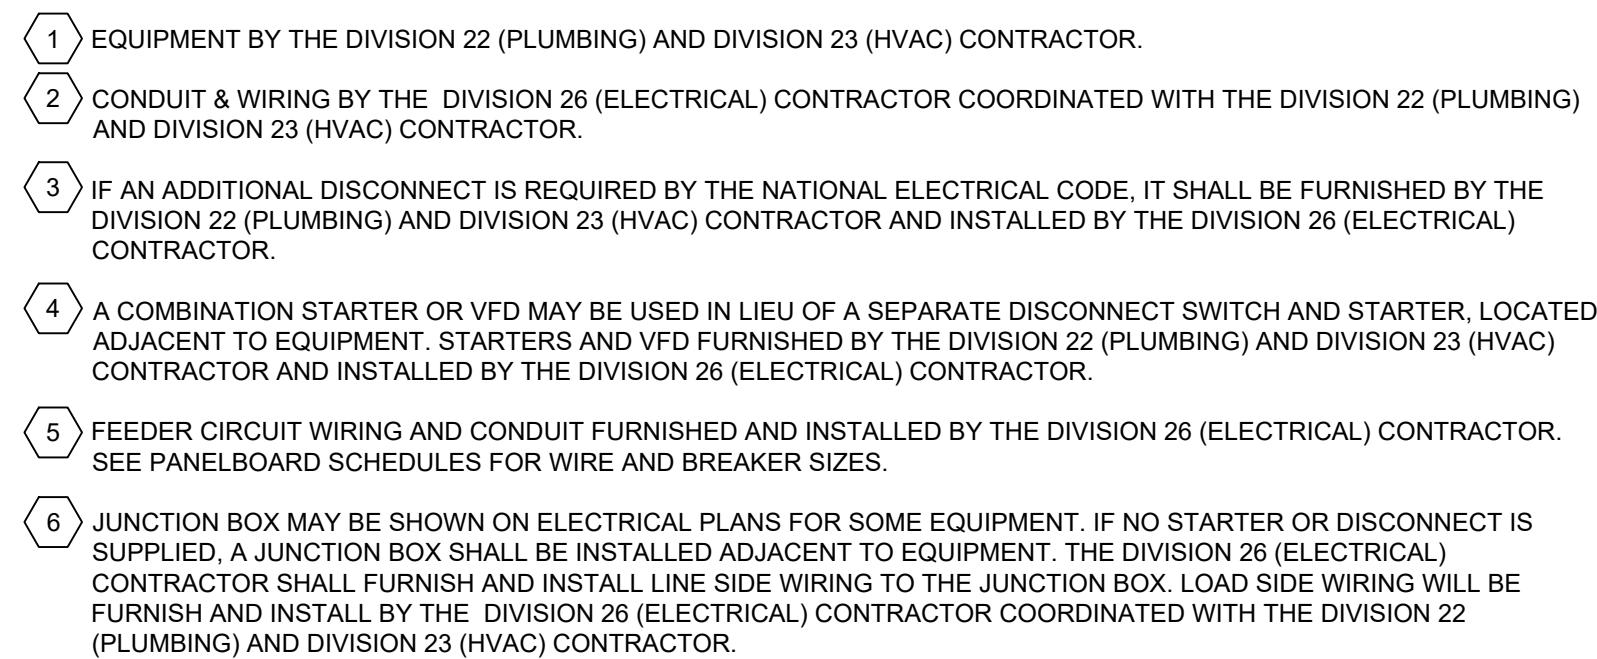 1 EQUIPMENT BY THE DIVISION 22 (PLUMBING) AND DIVISION 23 (HVAC) CONTRACTOR.
2 CONDUIT & WIRING BY THE DIVISION 26 (ELECTRICAL) CONTRACTOR COORDINATED WITH THE DIVISION 22 (PLUMBING)
AND DIVISION 23 (HVAC) CONTRACTOR.
3 IF AN ADDITIONAL DISCONNECT IS REQUIRED BY THE NATIONAL ELECTRICAL CODE, IT SHALL BE FURNISHED BY THE
DIVISION 22 (PLUMBING) AND DIVISION 23 (HVAC) CONTRACTOR AND INSTALLED BY THE DIVISION 26 (ELECTRICAL)
CONTRACTOR.
4 A COMBINATION STARTER OR VFD MAY BE USED IN LIEU OF A SEPARATE DISCONNECT SWITCH AND STARTER, LOCATED
ADJACENT TO EQUIPMENT. STARTERS AND VFD FURNISHED BY THE DIVISION 22 (PLUMBING) AND DIVISION 23 (HVAC)
CONTRACTOR AND INSTALLED BY THE DIVISION 26 (ELECTRICAL) CONTRACTOR.
5 FEEDER CIRCUIT WIRING AND CONDUIT FURNISHED AND INSTALLED BY THE DIVISION 26 (ELECTRICAL) CONTRACTOR.
SEE PANELBOARD SCHEDULES FOR WIRE AND BREAKER SIZES.
6 JUNCTION BOX MAY BE SHOWN ON ELECTRICAL PLANS FOR SOME EQUIPMENT. IF NO STARTER OR DISCONNECT IS
SUPPLIED, A JUNCTION BOX SHALL BE INSTALLED ADJACENT TO EQUIPMENT. THE DIVISION 26 (ELECTRICAL)
CONTRACTOR SHALL FURNISH AND INSTALL LINE SIDE WIRING TO THE JUNCTION BOX. LOAD SIDE WIRING WILL BE
FURNISH AND INSTALL BY THE DIVISION 26 (ELECTRICAL) CONTRACTOR COORDINATED WITH THE DIVISION 22
(PLUMBING) AND DIVISION 23 (HVAC) CONTRACTOR.